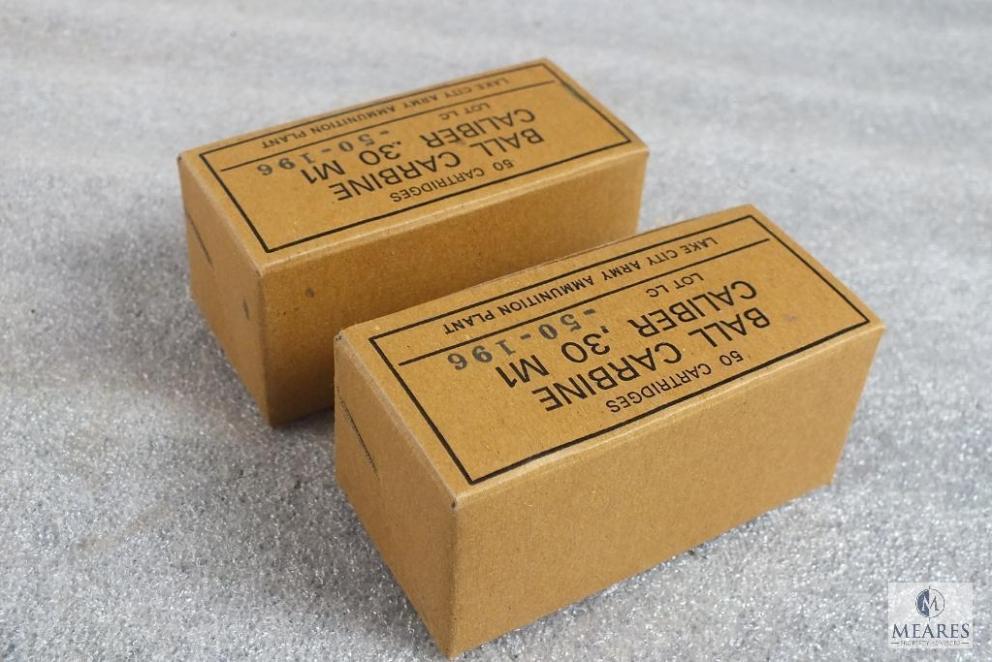 50 CARTRIDGES
BALL CARBINE
CALIBER .30 M1
LOT LC
-50-196
LAKE CITY ARMY AMMUNITION PLANT
50 CARTRIDGES
BALL CARBINE
CALIBER .30 M1
LOT LC
-50-196
LAKE CITY ARMY AMMUNITION PLANT
M
MEARES